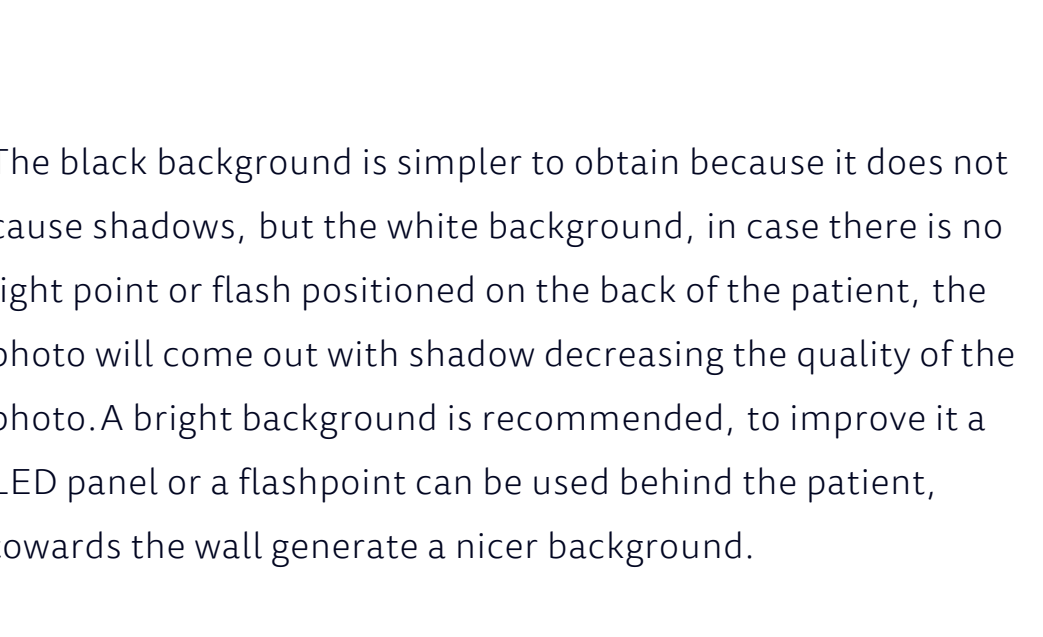 The black background is simpler to obtain because it does not
cause shadows, but the white background, in case there is no
light point or flash positioned on the back of the patient, the
photo will come out with shadow decreasing the quality of the
photo.A bright background is recommended, to improve it a
LED panel or a flashpoint can be used behind the patient,
towards the wall generate a nicer background.